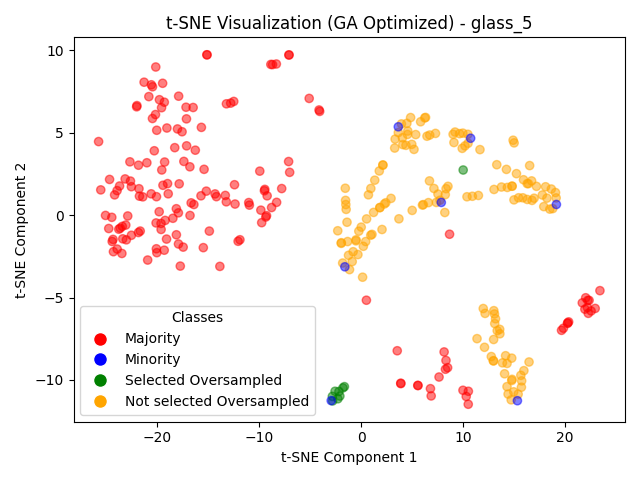 t-SNE Visualization (GA Optimized) - glass_5
t-SNE Component 2
10
5
0
−5
−10
Classes
Majority
Minority
Selected Oversampled
Not selected Oversampled
−20
−10
0
10
20
t-SNE Component 1